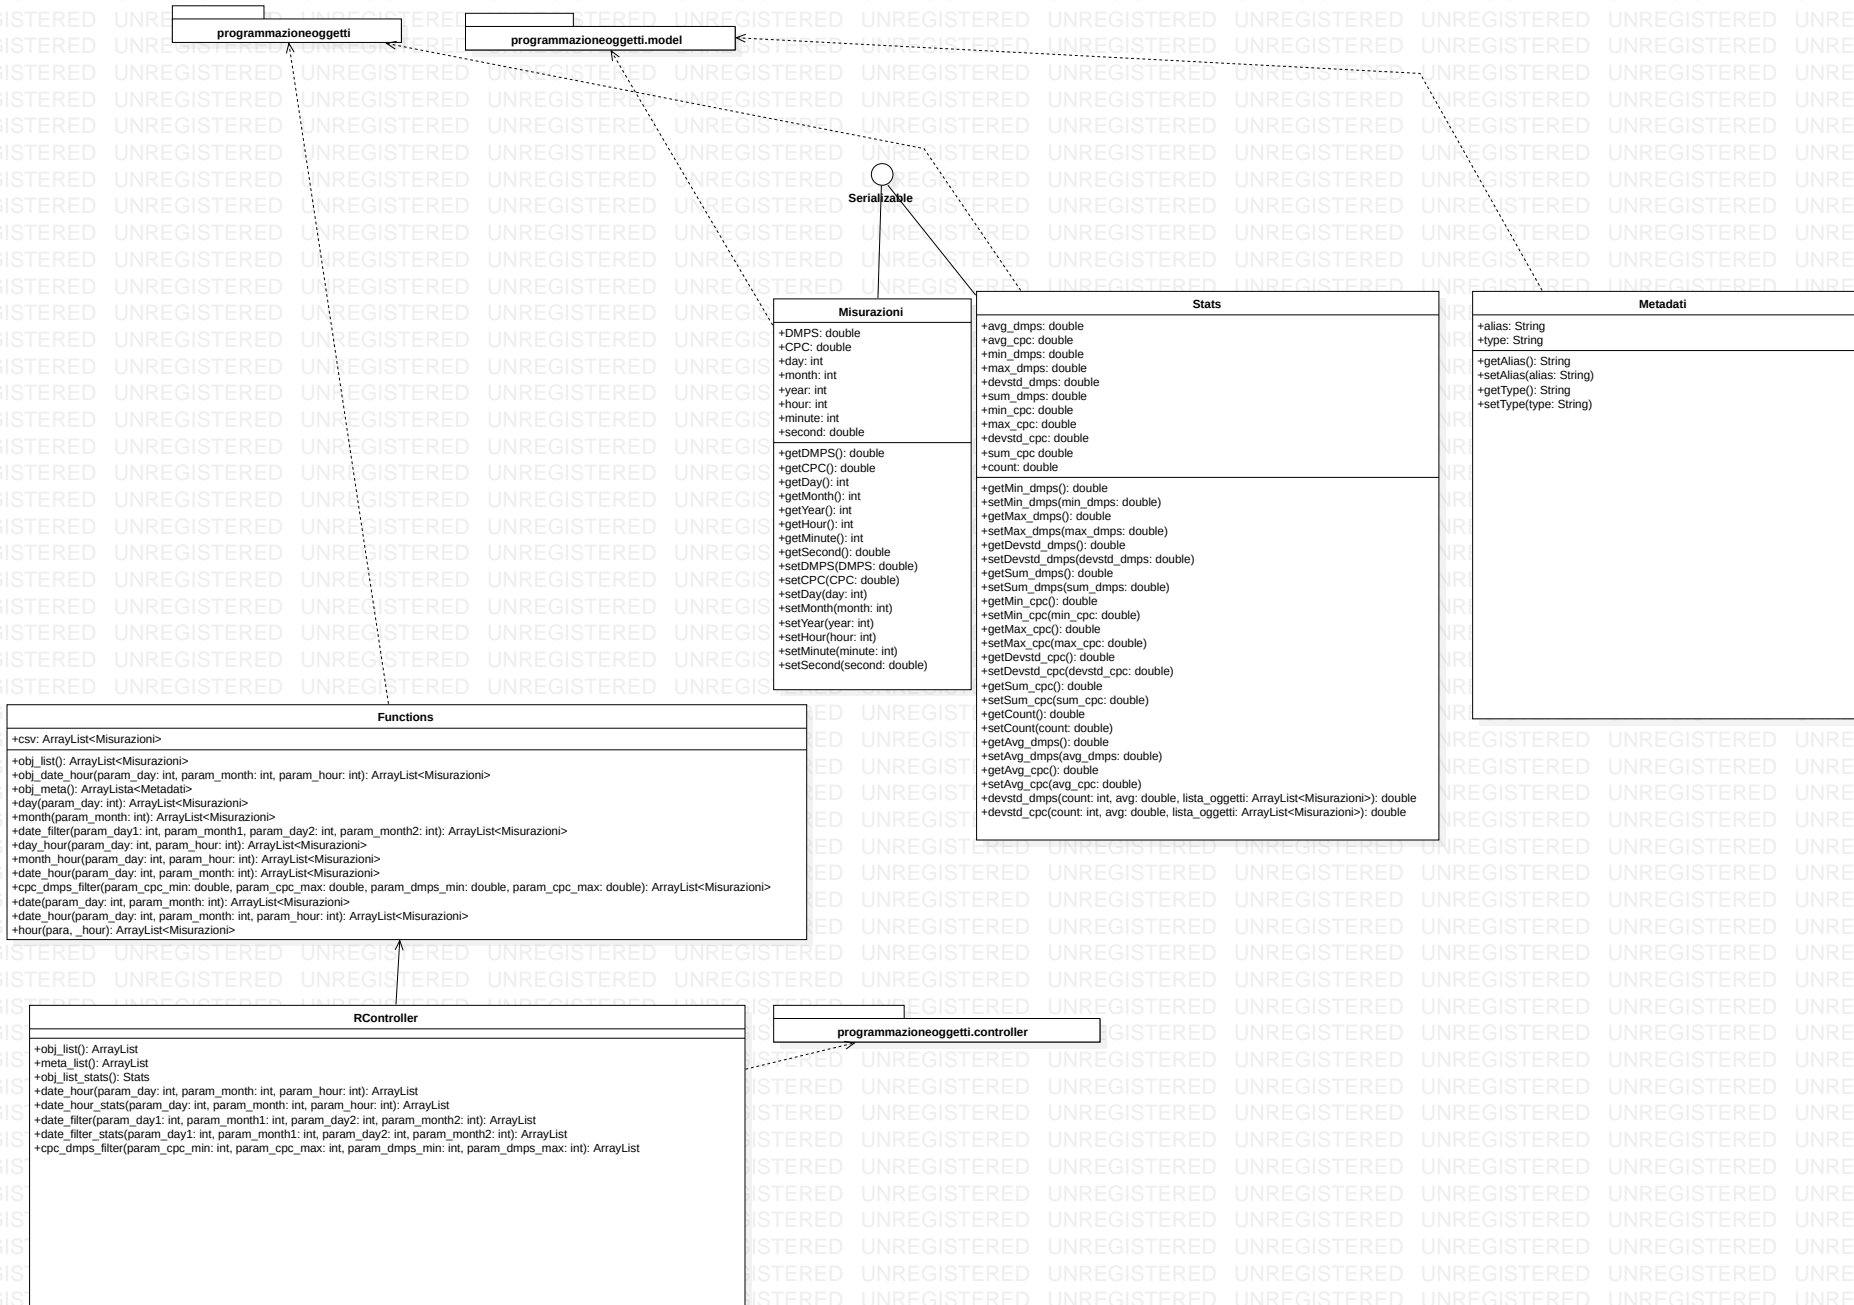 programmazioneoggetti
programmazioneoggetti.model
Serializable
Misurazioni
+DMPS: double
+CPC: double
+day: int
+month: int
+year: int
+hour: int
+minute: int
+second: double
+getDMPS(): double
+getCPC(): double
+getDay(): int
+getMonth(): int
+getYear(): int
+getHour(): int
+getMinute(): int
+getSecond(): double
+setDMPS(DMPS: double)
+setCPC(CPC: double)
+setDay(day: int)
+setMonth(month: int)
+setYear(year: int)
+setHour(hour: int)
+setMinute(minute: int)
+setSecond(second: double)
Stats
+avg_dmps: double
+avg_cpc: double
+min_dmps: double
+max_dmps: double
+devstd_dmps: double
+sum_dmps: double
+min_cpc: double
+max_cpc: double
+devstd_cpc: double
+sum_cpc double
+count: double
+getMin_dmps(): double
+setMin_dmps(min_dmps: double)
+getMax_dmps(): double
+setMax_dmps(max_dmps: double)
+getDevstd_dmps(): double
+setDevstd_dmps(devstd_dmps: double)
+getSum_dmps(): double
+setSum_dmps(sum_dmps: double)
+getMin_cpc(): double
+setMin_cpc(min_cpc: double)
+getMax_cpc(): double
+setMax_cpc(max_cpc: double)
+getDevstd_cpc(): double
+setDevstd_cpc(devstd_cpc: double)
+getSum_cpc(): double
+setSum_cpc(sum_cpc: double)
+getCount(): double
+setCount(count: double)
+getAvg_dmps(): double
+setAvg_dmps(avg_dmps: double)
+getAvg_cpc(): double
+setAvg_cpc(avg_cpc: double)
+devstd_dmps(count: int, avg: double, lista_oggetti: ArrayList<Misurazioni>): double
+devstd_cpc(count: int, avg: double, lista_oggetti: ArrayList<Misurazioni>): double
Metadati
+alias: String
+type: String
+getAlias(): String
+setAlias(alias: String)
+getType(): String
+setType(type: String)
Functions
+csv: ArrayList<Misurazioni>
+obj_list(): ArrayList<Misurazioni>
+obj_date_hour(param_day: int, param_month: int, param_hour: int): ArrayList<Misurazioni>
+obj_meta(): ArrayLista<Metadati>
+day(param_day: int): ArrayList<Misurazioni>
+month(param_month: int): ArrayList<Misurazioni>
+date_filter(param_day1: int, param_month1, param_day2: int, param_month2: int): ArrayList<Misurazioni>
+day_hour(param_day: int, param_hour: int): ArrayList<Misurazioni>
+month_hour(param_day: int, param_hour: int): ArrayList<Misurazioni>
+date_hour(param_day: int, param_month: int): ArrayList<Misurazioni>
+cpc_dmps_filter(param_cpc_min: double, param_cpc_max: double, param_dmps_min: double, param_cpc_max: double): ArrayList<Misurazioni>
+date(param_day: int, param_month: int): ArrayList<Misurazioni>
+date_hour(param_day: int, param_month: int, param_hour: int): ArrayList<Misurazioni>
+hour(para, _hour): ArrayList<Misurazioni>
RController
+obj_list(): ArrayList
+meta_list(): ArrayList
+obj_list_stats(): Stats
+date_hour(param_day: int, param_month: int, param_hour: int): ArrayList
+date_hour_stats(param_day: int, param_month: int, param_hour: int): ArrayList
+date_filter(param_day1: int, param_month1: int, param_day2: int, param_month2: int): ArrayList
+date_filter_stats(param_day1: int, param_month1: int, param_day2: int, param_month2: int): ArrayList
+cpc_dmps_filter(param_cpc_min: int, param_cpc_max: int, param_dmps_min: int, param_dmps_max: int): ArrayList
programmazioneoggetti.controller
UNREGISTERED